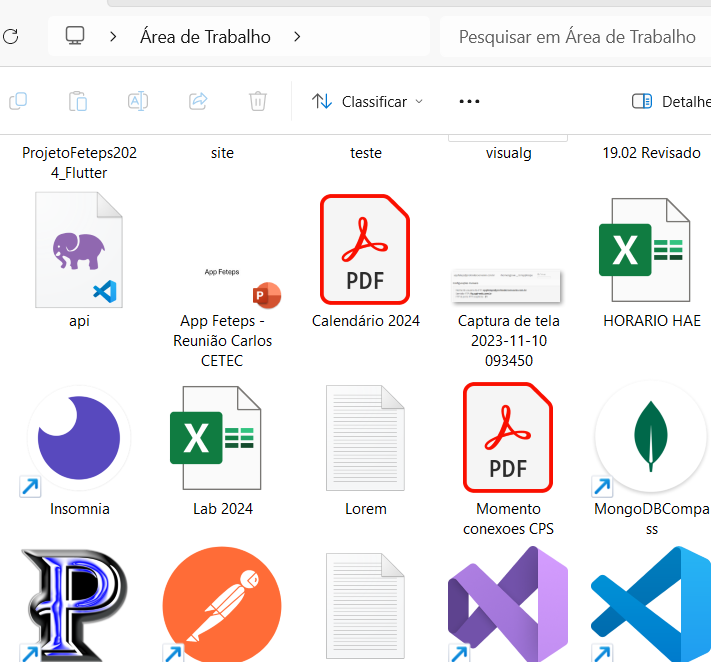 Área de Trabalho
Pesquisar em Área de Trabalho
Classificar
Detalhe
ProjetoFeteps202
4_Flutter
site
teste
visualg
19.02 Revisado
App Feteps
P
PDF
X
api
App Feteps -
Reunião Carlos
CETEC
Calendário 2024
Captura de tela
2023-11-10
093450
HORARIO HAE
X
PDF
Insomnia
Lab 2024
Lorem
Momento
conexoes CPS
MongoDBCompa
ss
P